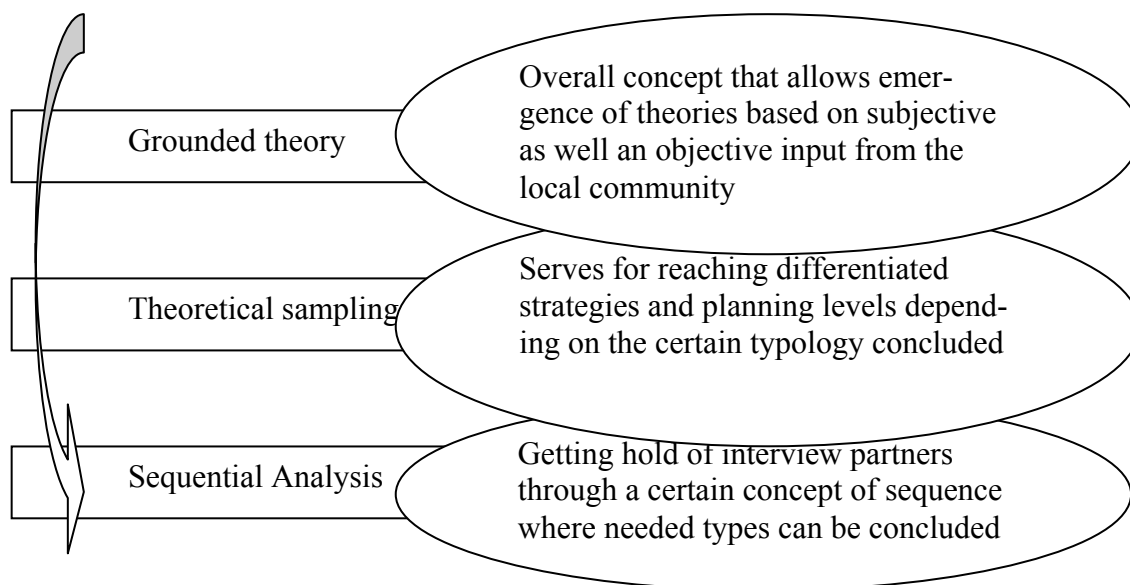 Grounded theory
Overall concept that allows emer-
gence of theories based on subjective
as well an objective input from the
local community
Theoretical sampling
Serves for reaching differentiated
strategies and planning levels depend-
ing on the certain typology concluded
Sequential Analysis
Getting hold of interview partners
through a certain concept of sequence
where needed types can be concluded